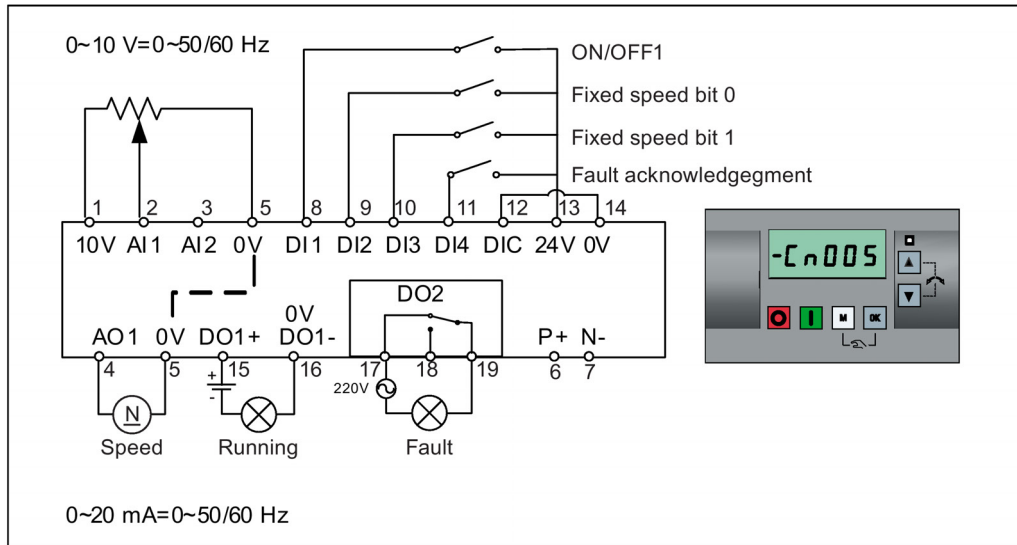 0~10 V=0~50/60 Hz
ON/OFF1
Fixed speed bit 0
Fixed speed bit 1
Fault acknowledgegment
1 2 3 5 8 9 10 11 12 13 14
10V AI1 AI2 0V DI1 DI2 DI3 DI4 DIC 24V 0V
-Cn005
M OK
DO2
0V
AO1 0V DO1+ DO1- P+ N-
4 5 15 16 17 18 19 6 7
+
-
220V
N
Speed Running Fault
0~20 mA=0~50/60 Hz